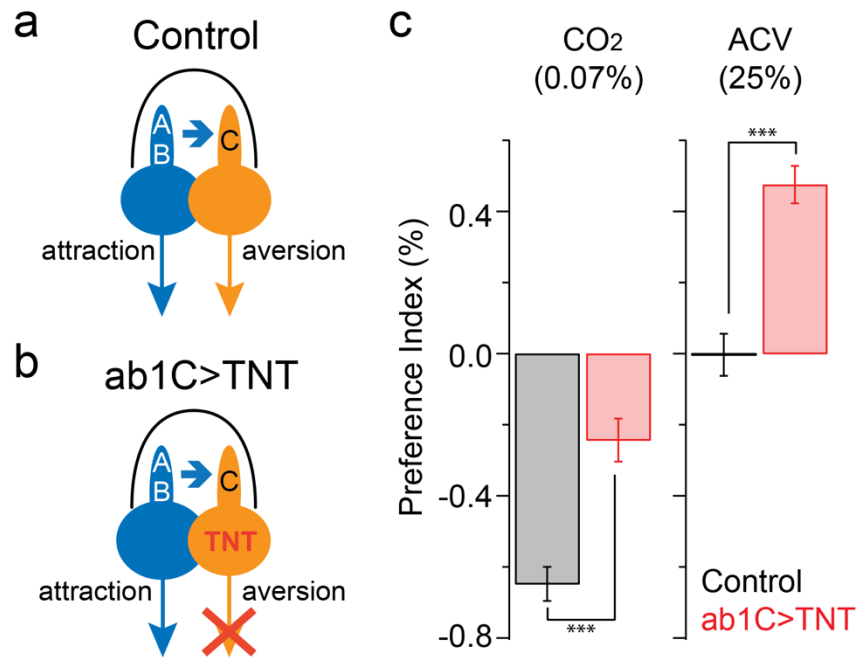 a
Control
A
B
C
attraction
aversion
b
ab1C>TNT
A
B
C
TNT
attraction
aversion
c
CO2
(0.07%)
ACV
(25%)
Preference Index (%)
0.4
0.0
-0.4
-0.8
***
***
Control
ab1C>TNT